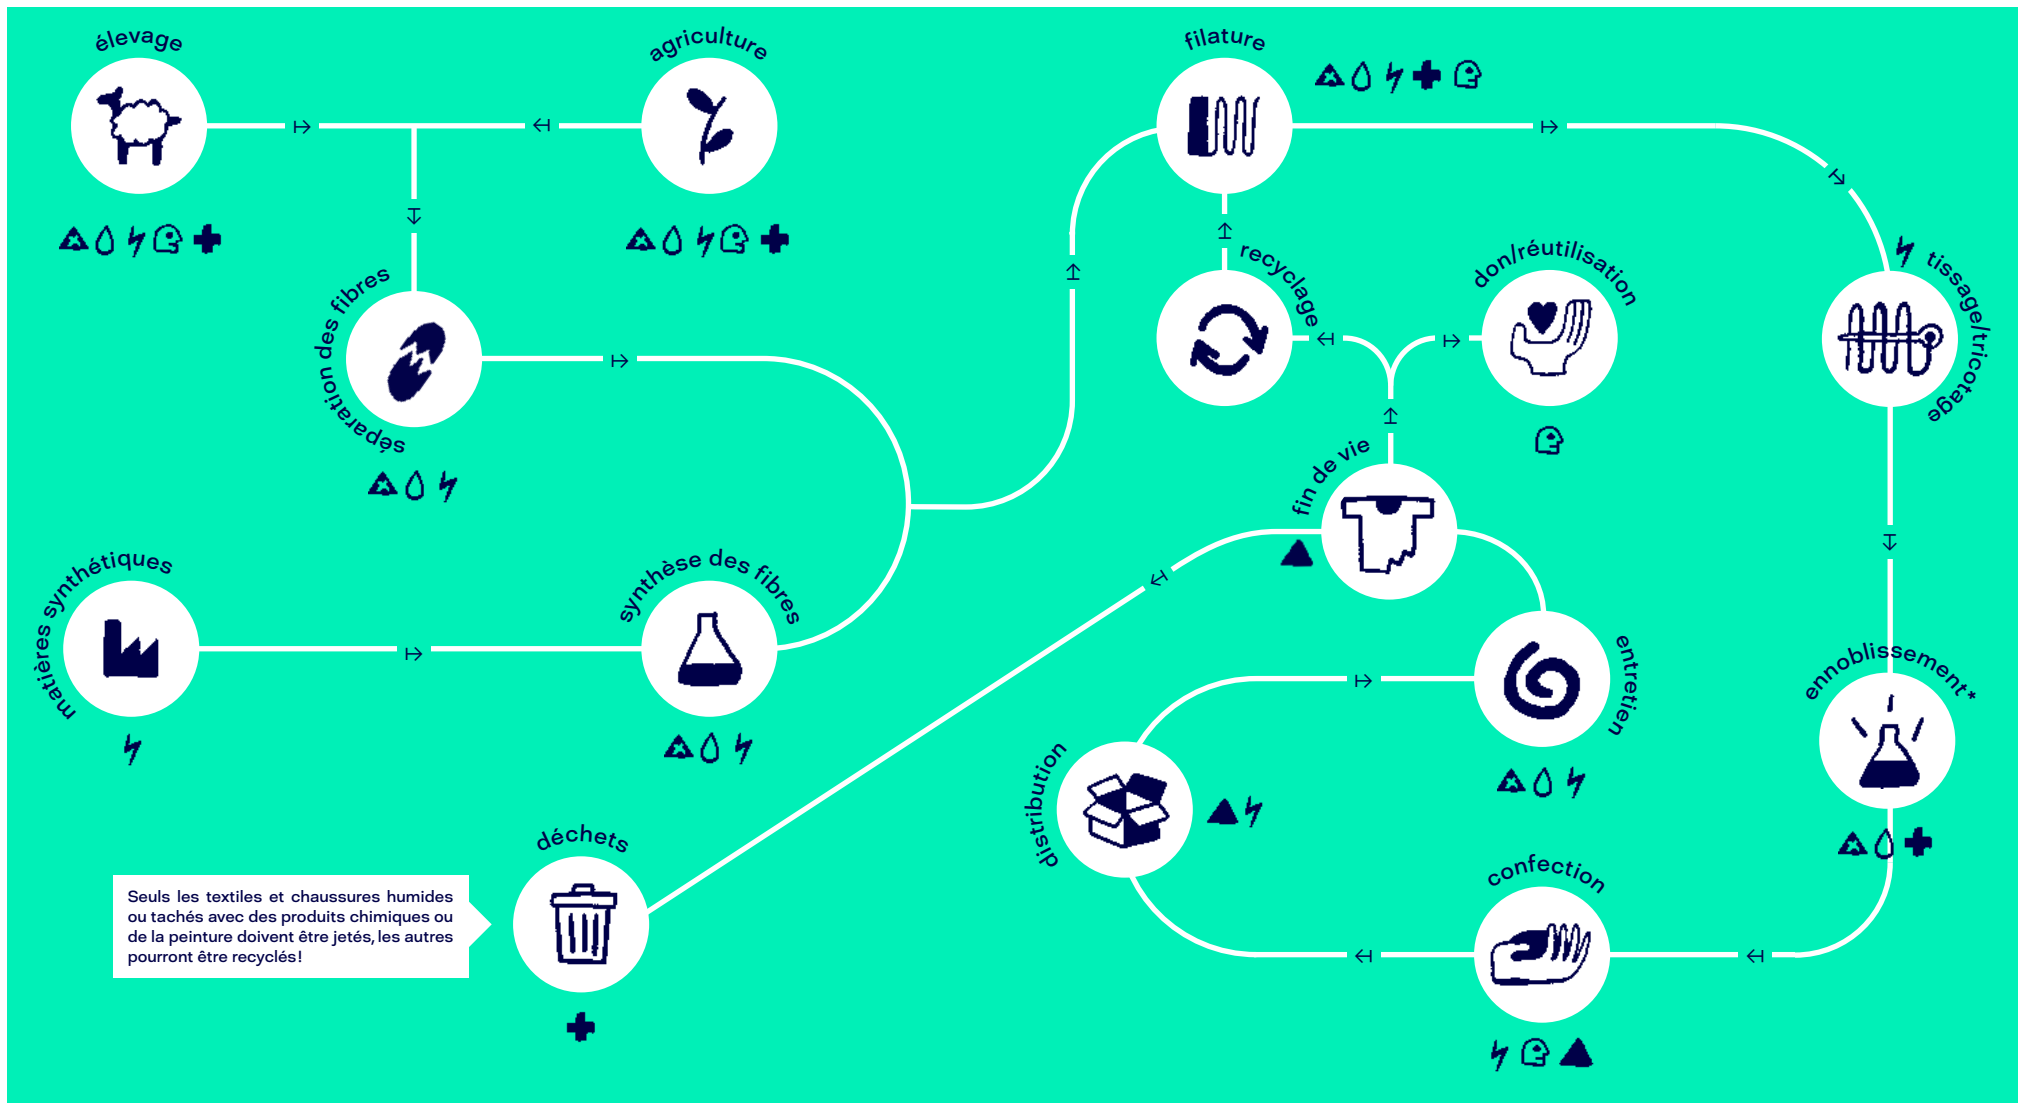 élevage
agriculture
filature
séparation des fibres
recyclage
don/réutilisation
tissage/tricotage
fin de vie
matières synthétiques
synthèse des fibres
entretien
ennoblissement*
distribution
déchets
confection
Seuls les textiles et chaussures humides
ou tachés avec des produits chimiques ou
de la peinture doivent être jetés, les autres
pourront être recyclés!